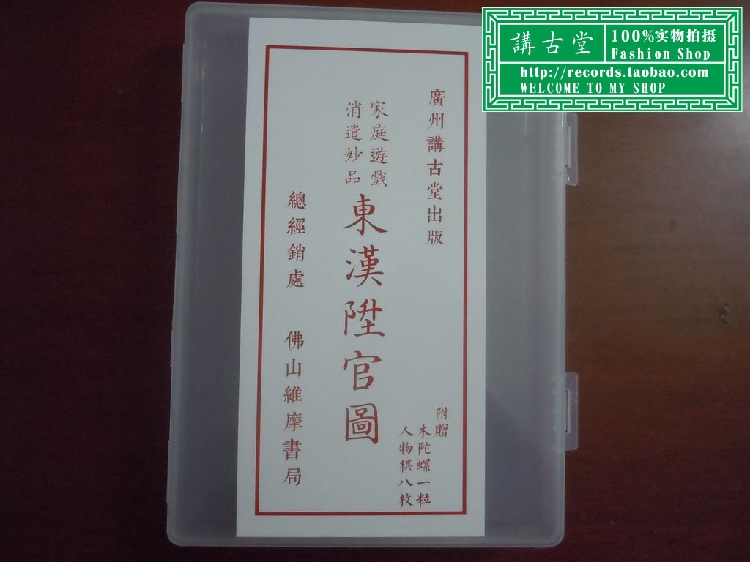 講古堂
100%实物拍摄
Fashion Shop
http://records.taobao.com
WELCOME TO MY SHOP
廣州講古堂出版
家庭遊戲
消遣妙品
東漢陞官圖
總經銷處 佛山維摩書局
附贈
木陀螺一粒
人物棋八枚